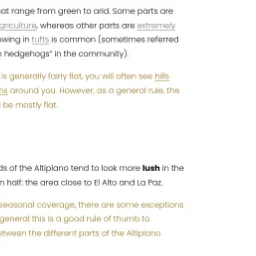 at range from green to arid. Some parts are
griculture, whereas other parts are extremely
owing in tufts is common (sometimes referred
hedgehogs" in the community).
is generally fairly flat, you will often see hills
around you. However, as a general rule, the
be mostly flat.
ds of the Altiplano tend to look more lush in the
n half: the area close to El Alto and La Paz.
seasonal coverage, there are some exceptions
general this is a good rule of thumb to
etween the different parts of the Altiplano.